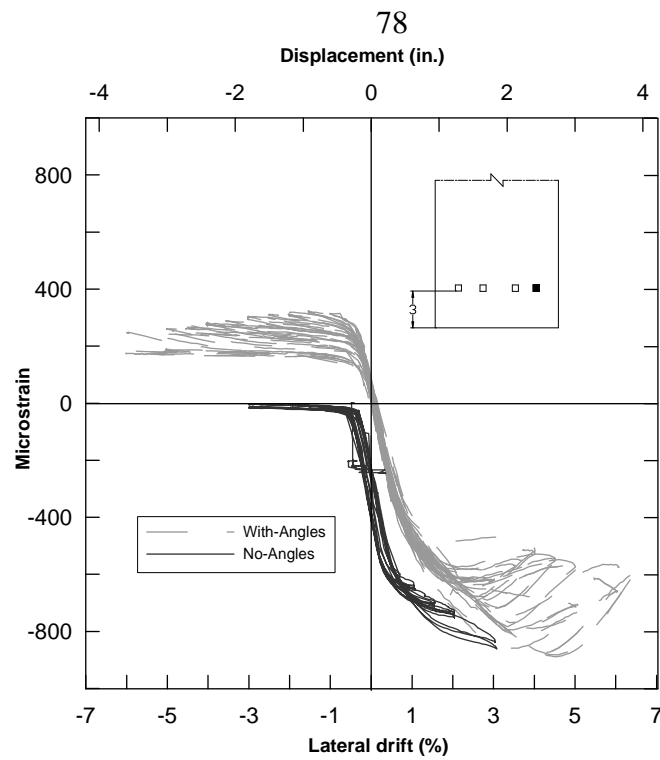 78
Displacement (in.)
-4 -2 0 2 4
800
400
0
-400
-800
Microstrain
3
With-Angles
No-Angles
-7 -5 -3 -1 1 3 5 7
Lateral drift (%)